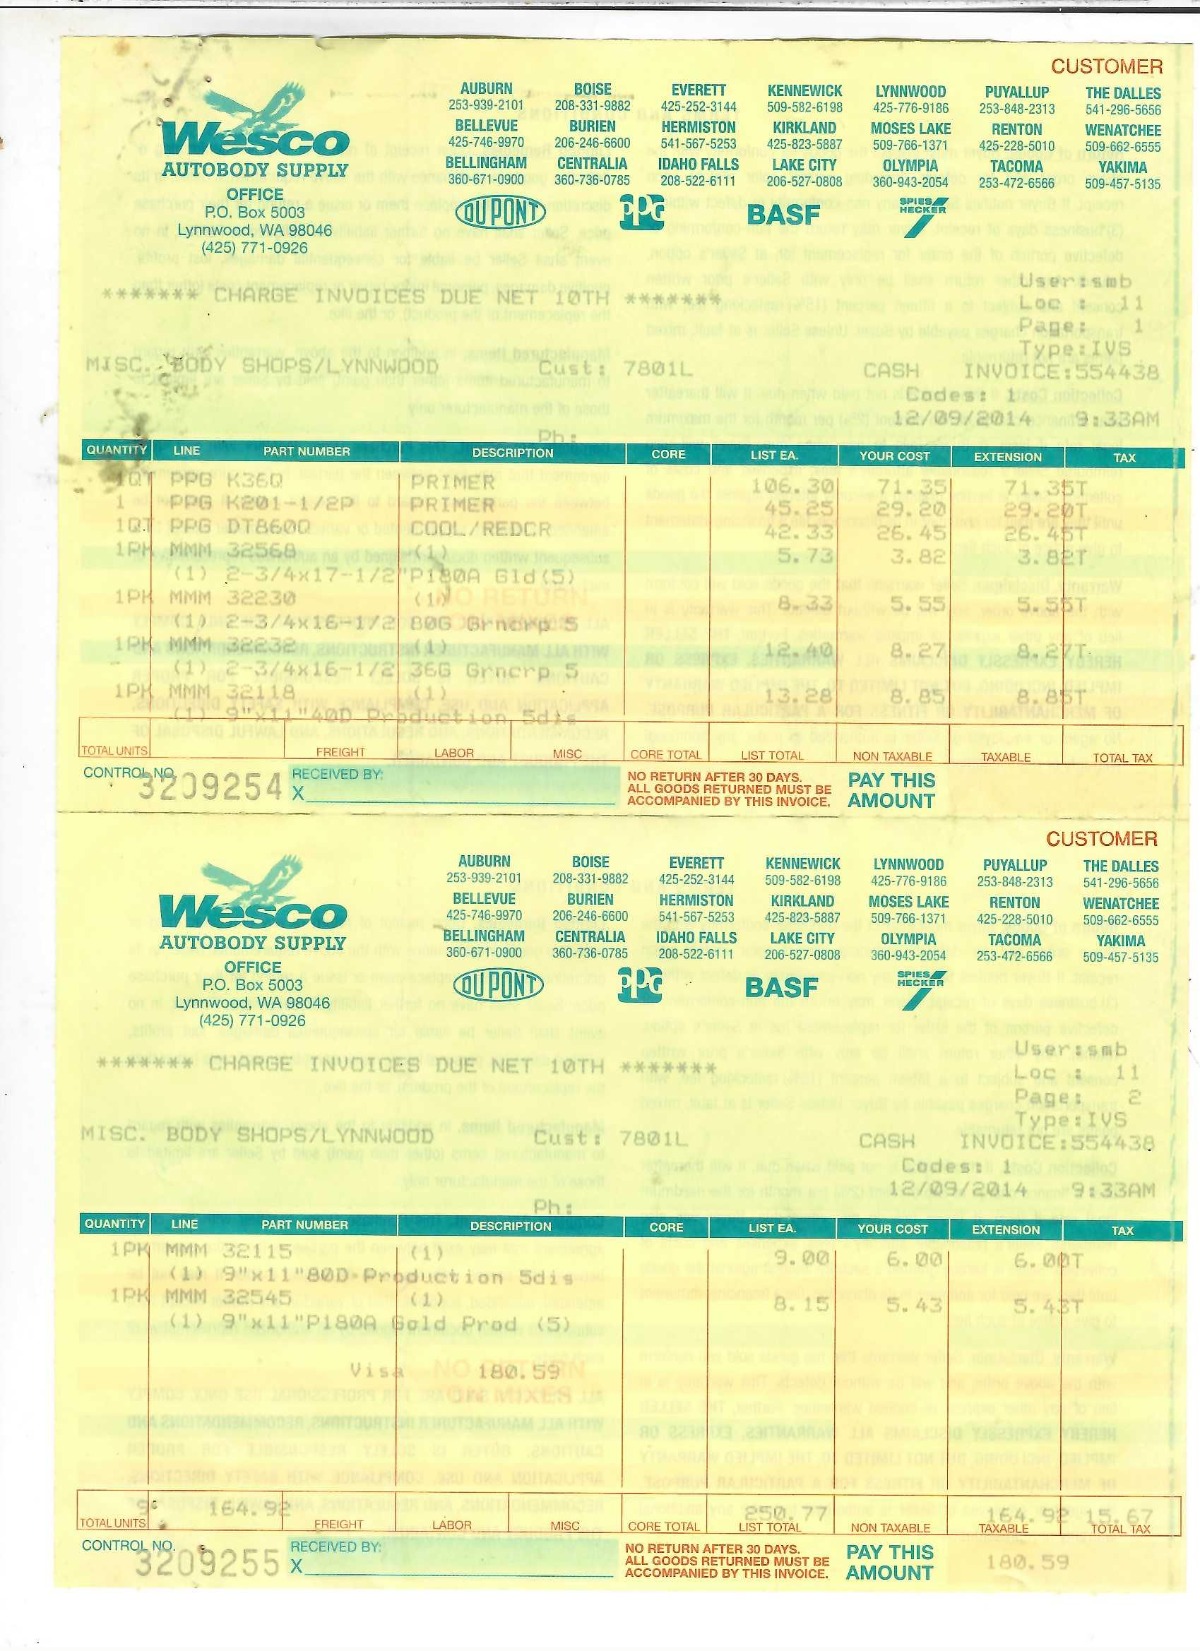 CUSTOMER
Wesco
AUTOBODY SUPPLY
OFFICE
P.O. Box 5003
Lynnwood, WA 98046
(425) 771-0926
AUBURN BOISE EVERETT KENNEWICK LYNNWOOD PUYALLUP THE DALLES
253-939-2101 208-331-9882 425-252-3144 509-582-6198 425-776-9186 253-848-2313 541-296-5656
BELLEVUE BURIEN HERMISTON KIRKLAND MOSES LAKE RENTON WENATCHEE
425-746-9970 206-246-6600 541-567-5253 425-823-5887 509-766-1371 425-228-5010 509-662-6555
BELLINGHAM CENTRALIA IDAHO FALLS LAKE CITY OLYMPIA TACOMA YAKIMA
360-671-0900 360-736-0785 208-522-6111 206-527-0808 360-943-2054 253-472-6566 509-457-5135
DU PONT PPG BASF SPIES HECKER
User:smb
******* CHARGE INVOICES DUE NET 10TH ******* Loc : 11
Page: 1
Type:IVS
MISC. BODY SHOPS/LYNNWOOD Cust: 7801L CASH INVOICE:554438
Codes: 1
12/09/2014 9:33AM
Ph:
QUANTITY LINE PART NUMBER DESCRIPTION CORE LIST EA. YOUR COST EXTENSION TAX
1QT PPG K36Q PRIMER 106.30 71.35 71.35T
1 PPG K201-1/2P PRIMER 45.25 29.20 29.20T
1QT PPG DT860Q COOL/REDCR 42.33 26.45 26.45T
1PK MMM 32568 (1) 5.73 3.82 3.82T
(1) 2-3/4x17-1/2"P180A Gld(5)
1PK MMM 32230 (1) 8.33 5.55 5.55T
(1) 2-3/4x16-1/2 80G Grncrp 5
1PK MMM 32232 (1) 12.40 8.27 8.27T
(1) 2-3/4x16-1/2 36G Grncrp 5
1PK MMM 32118 (1) 13.28 8.85 8.85T
(1) 9"x11"40D Production 5dis
TOTAL UNITS FREIGHT LABOR MISC CORE TOTAL LIST TOTAL NON TAXABLE TAXABLE TOTAL TAX
CONTROL NO. 3209254 RECEIVED BY:
X
NO RETURN AFTER 30 DAYS.
ALL GOODS RETURNED MUST BE
ACCOMPANIED BY THIS INVOICE.
PAY THIS
AMOUNT
CUSTOMER
Wesco
AUTOBODY SUPPLY
OFFICE
P.O. Box 5003
Lynnwood, WA 98046
(425) 771-0926
AUBURN BOISE EVERETT KENNEWICK LYNNWOOD PUYALLUP THE DALLES
253-939-2101 208-331-9882 425-252-3144 509-582-6198 425-776-9186 253-848-2313 541-296-5656
BELLEVUE BURIEN HERMISTON KIRKLAND MOSES LAKE RENTON WENATCHEE
425-746-9970 206-246-6600 541-567-5253 425-823-5887 509-766-1371 425-228-5010 509-662-6555
BELLINGHAM CENTRALIA IDAHO FALLS LAKE CITY OLYMPIA TACOMA YAKIMA
360-671-0900 360-736-0785 208-522-6111 206-527-0808 360-943-2054 253-472-6566 509-457-5135
DU PONT PPG BASF SPIES HECKER
User:smb
******* CHARGE INVOICES DUE NET 10TH ******* Loc : 11
Page: 2
Type:IVS
MISC. BODY SHOPS/LYNNWOOD Cust: 7801L CASH INVOICE:554438
Codes: 1
12/09/2014 9:33AM
Ph:
QUANTITY LINE PART NUMBER DESCRIPTION CORE LIST EA. YOUR COST EXTENSION TAX
1PK MMM 32115 (1) 9.00 6.00 6.00T
(1) 9"x11"80D Production 5dis
1PK MMM 32545 (1) 8.15 5.43 5.43T
(1) 9"x11"P180A Gold Prod (5)
Visa 180.59
NO RETURN
ON MIXES
9 164.92 250.77 164.92 15.67
TOTAL UNITS FREIGHT LABOR MISC CORE TOTAL LIST TOTAL NON TAXABLE TAXABLE TOTAL TAX
CONTROL NO. 3209255 RECEIVED BY:
X
NO RETURN AFTER 30 DAYS.
ALL GOODS RETURNED MUST BE
ACCOMPANIED BY THIS INVOICE.
PAY THIS
AMOUNT
180.59